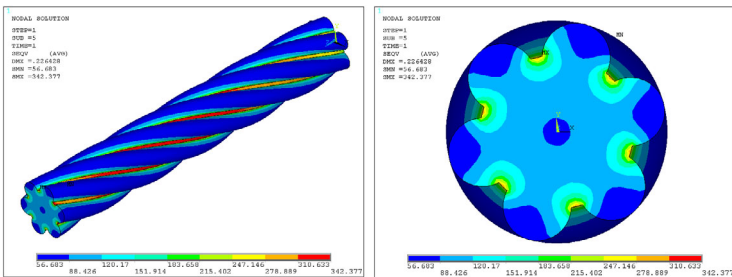 1
NODAL SOLUTION
STEP=1
SUB =5
TIME=1
SEQV (AVG)
DMX =.226428
SMN =56.683
SMX =342.377
56.683 120.17 183.658 247.146 310.633
88.426 151.914 215.402 278.889 342.377
1
NODAL SOLUTION
STEP=1
SUB =5
TIME=1
SEQV (AVG)
DMX =.226428
SMN =56.683
SMX =342.377
MN
MX
Y
X
56.683 120.17 183.658 247.146 310.633
88.426 151.914 215.402 278.889 342.377